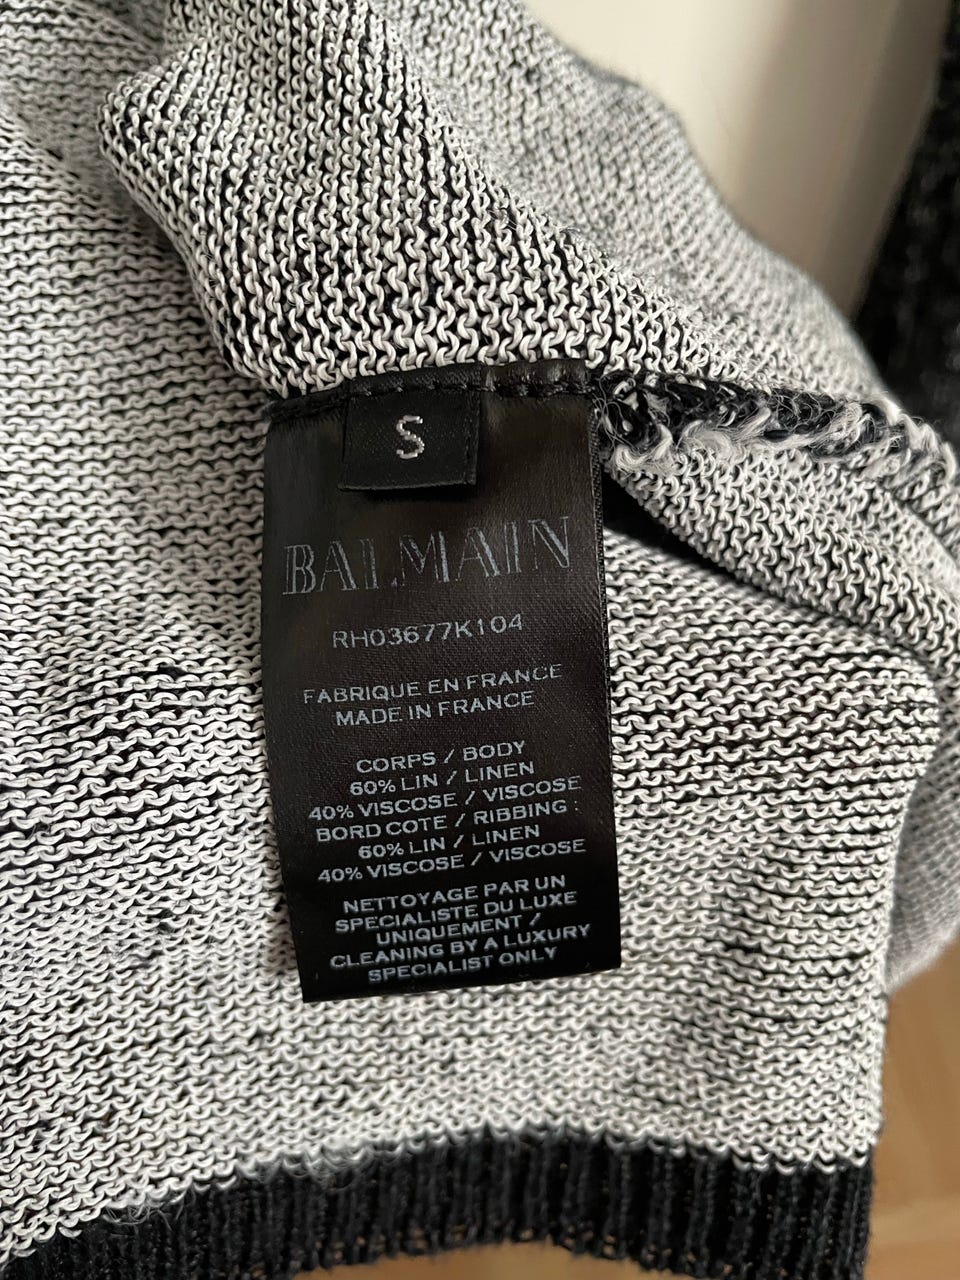 S
BALMAIN
RH03677K104
FABRIQUE EN FRANCE
MADE IN FRANCE
CORPS / BODY
60% LIN / LINEN
40% VISCOSE / VISCOSE
BORD COTE / RIBBING :
60% LIN / LINEN
40% VISCOSE / VISCOSE
NETTOYAGE PAR UN
SPECIALISTE DU LUXE
UNIQUEMENT /
CLEANING BY A LUXURY
SPECIALIST ONLY